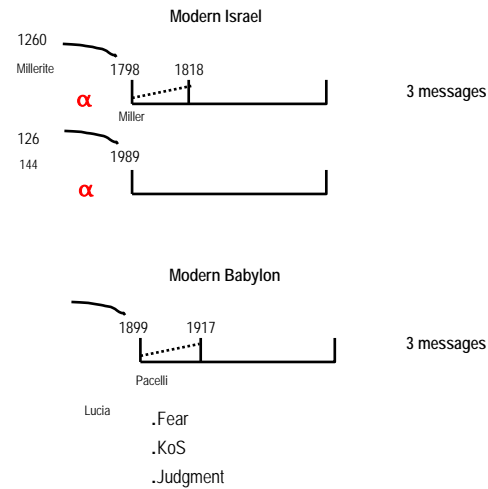 Modern Israel
1260
Millerite
1798 1818
α
Miller
3 messages
126
144
1989
α
Modern Babylon
1899 1917
3 messages
Pacelli
Lucia
.Fear
.KoS
.Judgment